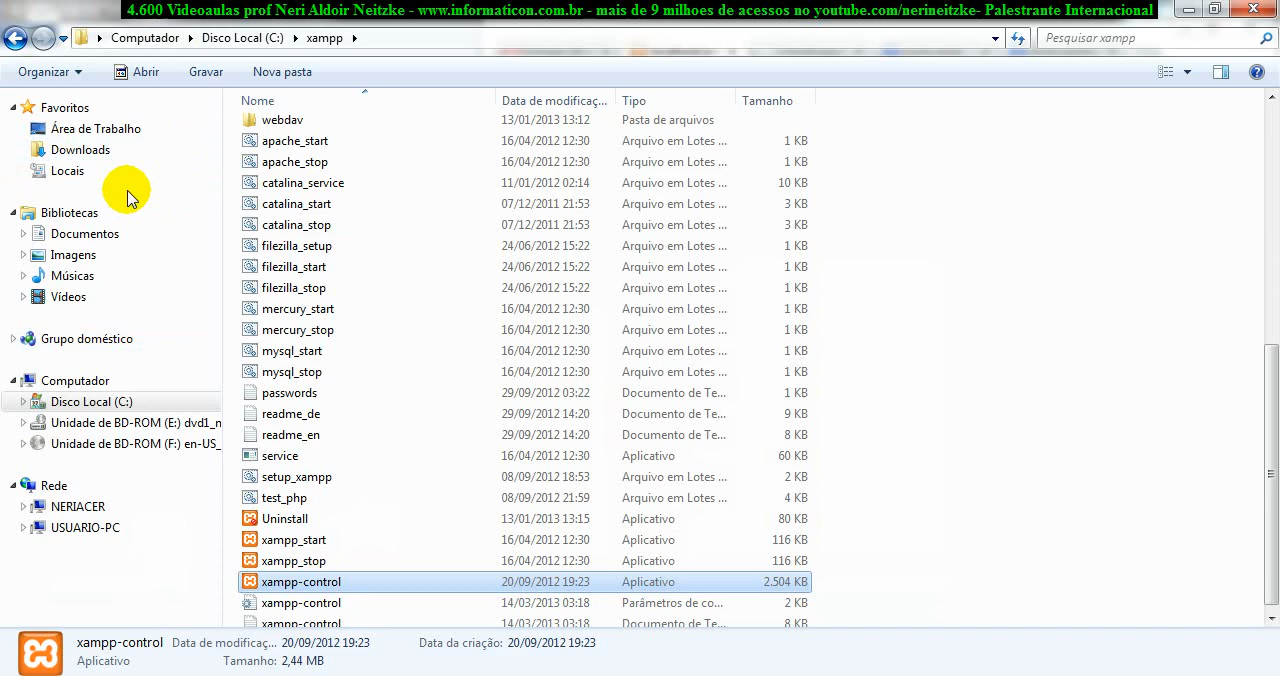 4.600 Videoaulas prof Neri Aldoir Neitzke - www.informaticon.com.br - mais de 9 milhoes de acessos no youtube.com/nerineitzke- Palestrante Internacional
Computador Disco Local (C:) xampp
Pesquisar xampp
Organizar Abrir Gravar Nova pasta
Favoritos
Área de Trabalho
Downloads
Locais
Bibliotecas
Documentos
Imagens
Músicas
Vídeos
Grupo doméstico
Computador
Disco Local (C:)
Unidade de BD-ROM (E:) dvd1_n
Unidade de BD-ROM (F:) en-US_
Rede
NERIACER
USUARIO-PC
Nome Data de modificaç... Tipo Tamanho
webdav 13/01/2013 13:12 Pasta de arquivos
apache_start 16/04/2012 12:30 Arquivo em Lotes ... 1 KB
apache_stop 16/04/2012 12:30 Arquivo em Lotes ... 1 KB
catalina_service 11/01/2012 02:14 Arquivo em Lotes ... 10 KB
catalina_start 07/12/2011 21:53 Arquivo em Lotes ... 3 KB
catalina_stop 07/12/2011 21:53 Arquivo em Lotes ... 3 KB
filezilla_setup 24/06/2012 15:22 Arquivo em Lotes ... 1 KB
filezilla_start 24/06/2012 15:22 Arquivo em Lotes ... 1 KB
filezilla_stop 24/06/2012 15:22 Arquivo em Lotes ... 1 KB
mercury_start 16/04/2012 12:30 Arquivo em Lotes ... 1 KB
mercury_stop 16/04/2012 12:30 Arquivo em Lotes ... 1 KB
mysql_start 16/04/2012 12:30 Arquivo em Lotes ... 1 KB
mysql_stop 16/04/2012 12:30 Arquivo em Lotes ... 1 KB
passwords 29/09/2012 03:22 Documento de Te... 1 KB
readme_de 29/09/2012 14:20 Documento de Te... 9 KB
readme_en 29/09/2012 14:20 Documento de Te... 8 KB
service 16/04/2012 12:30 Aplicativo 60 KB
setup_xampp 08/09/2012 18:53 Arquivo em Lotes ... 2 KB
test_php 08/09/2012 21:59 Arquivo em Lotes ... 4 KB
Uninstall 13/01/2013 13:15 Aplicativo 80 KB
xampp_start 16/04/2012 12:30 Aplicativo 116 KB
xampp_stop 16/04/2012 12:30 Aplicativo 116 KB
xampp-control 20/09/2012 19:23 Aplicativo 2.504 KB
xampp-control 14/03/2013 03:18 Parâmetros de co... 2 KB
xampp-control 14/03/2013 03:18 Documento de Te... 8 KB
xampp-control Data de modificaç... 20/09/2012 19:23 Data da criação: 20/09/2012 19:23
Aplicativo Tamanho: 2,44 MB